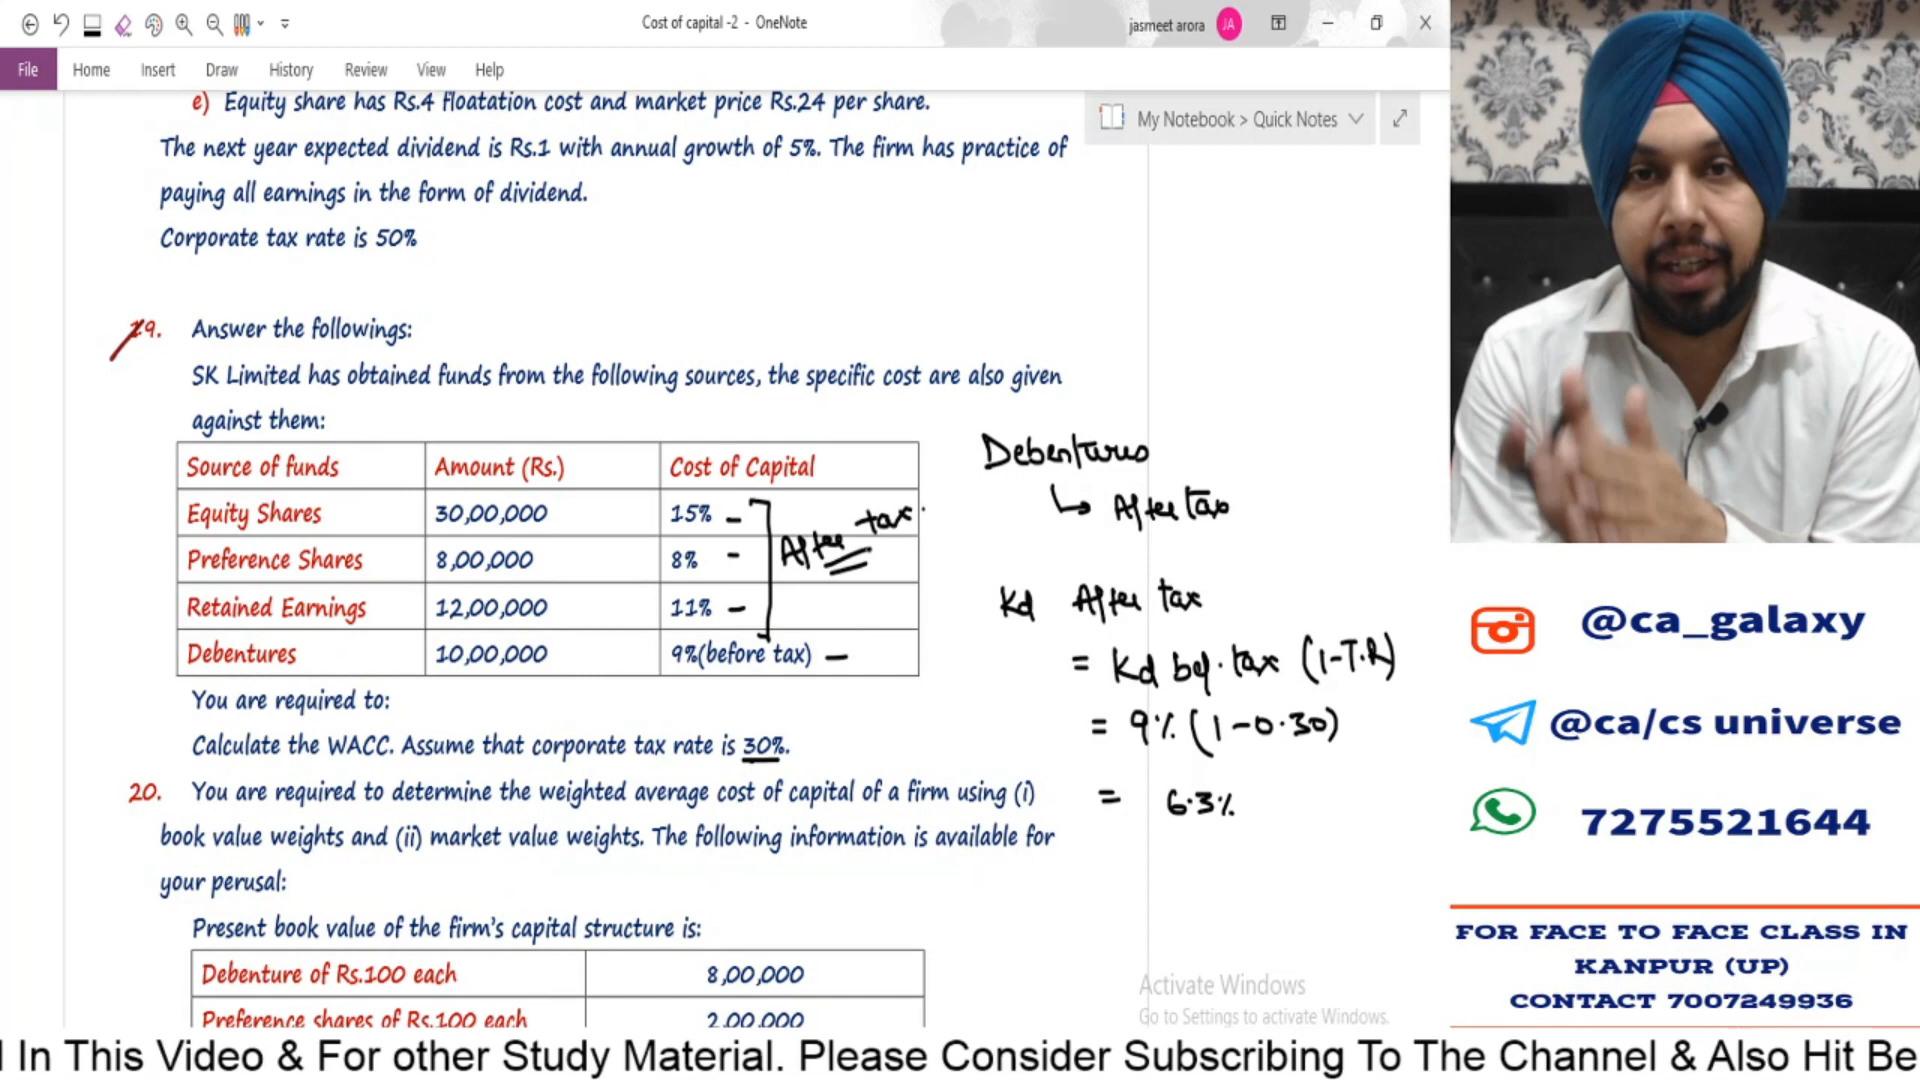 Cost of capital -2 - OneNote
jasmeet arora
JA
File Home Insert Draw History Review View Help
My Notebook > Quick Notes
e) Equity share has Rs.4 floatation cost and market price Rs.24 per share.
The next year expected dividend is Rs.1 with annual growth of 5%. The firm has practice of
paying all earnings in the form of dividend.
Corporate tax rate is 50%
19. Answer the followings:
SK Limited has obtained funds from the following sources, the specific cost are also given
against them:
Source of funds Amount (Rs.) Cost of Capital
Equity Shares 30,00,000 15%
Preference Shares 8,00,000 8%
Retained Earnings 12,00,000 11%
Debentures 10,00,000 9%(before tax)
After tax
You are required to:
Calculate the WACC. Assume that corporate tax rate is 30%.
20. You are required to determine the weighted average cost of capital of a firm using (i)
book value weights and (ii) market value weights. The following information is available for
your perusal:
Present book value of the firm's capital structure is:
Debenture of Rs.100 each 8,00,000
Preference shares of Rs.100 each 2,00,000
Debentures
↳ After tax
Kd After tax
= Kd bef. tax (1-T.R)
= 9% (1-0.30)
= 6.3%
Activate Windows
Go to Settings to activate Windows.
@ca_galaxy
@ca/cs universe
7275521644
FOR FACE TO FACE CLASS IN
KANPUR (UP)
CONTACT 7007249936
In This Video & For other Study Material. Please Consider Subscribing To The Channel & Also Hit Be